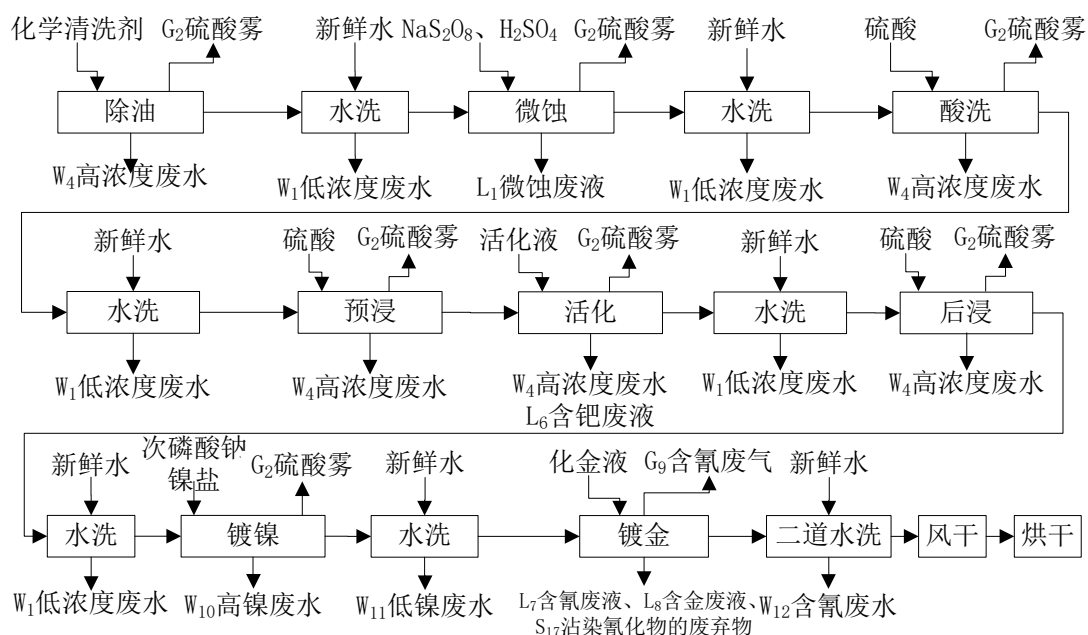 化学清洗剂 G₂硫酸雾 新鲜水 NaS₂O₈、H₂SO₄ G₂硫酸雾 新鲜水 硫酸 G₂硫酸雾
除油 水洗 微蚀 水洗 酸洗
W₄高浓度废水 W₁低浓度废水 L₁微蚀废液 W₁低浓度废水 W₄高浓度废水
新鲜水 硫酸 G₂硫酸雾 活化液 G₂硫酸雾 新鲜水 硫酸 G₂硫酸雾
水洗 预浸 活化 水洗 后浸
W₁低浓度废水 W₄高浓度废水 W₄高浓度废水 W₁低浓度废水 W₄高浓度废水
L₆含钯废液
次磷酸钠
新鲜水 镍盐 G₂硫酸雾 新鲜水 化金液 G₉含氰废气 新鲜水
水洗 镀镍 水洗 镀金 二道水洗 风干 烘干
W₁低浓度废水 W₁₀高镍废水 W₁₁低镍废水 L₇含氰废液、L₈含金废液、 W₁₂含氰废水
S₁₇沾染氰化物的废弃物